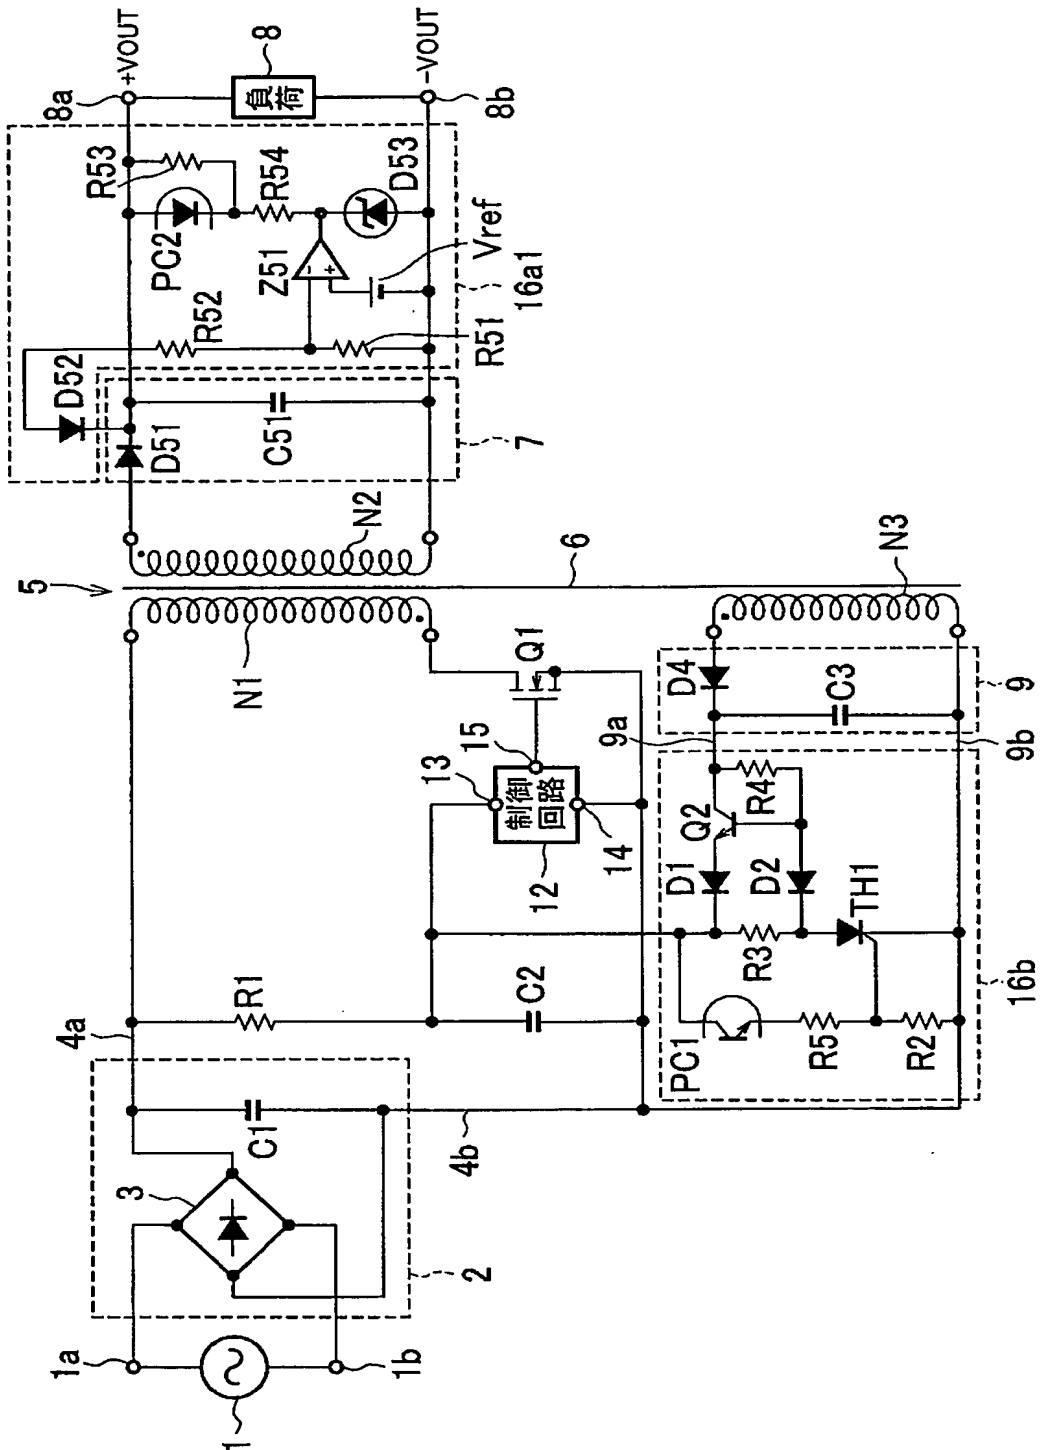 1
1a
1b
2
3
C1
4a
4b
R1
C2
制御
回路
12
13
14
15
Q1
5
N1
N2
6
N3
D51
D52
C51
7
R52
R51
Z51
-
+
Vref
16a1
PC2
R53
R54
D53
8a
+VOUT
8
負荷
-VOUT
8b
PC1
R5
R2
R3
TH1
D1
D2
Q2
R4
16b
9a
9b
D4
C3
9